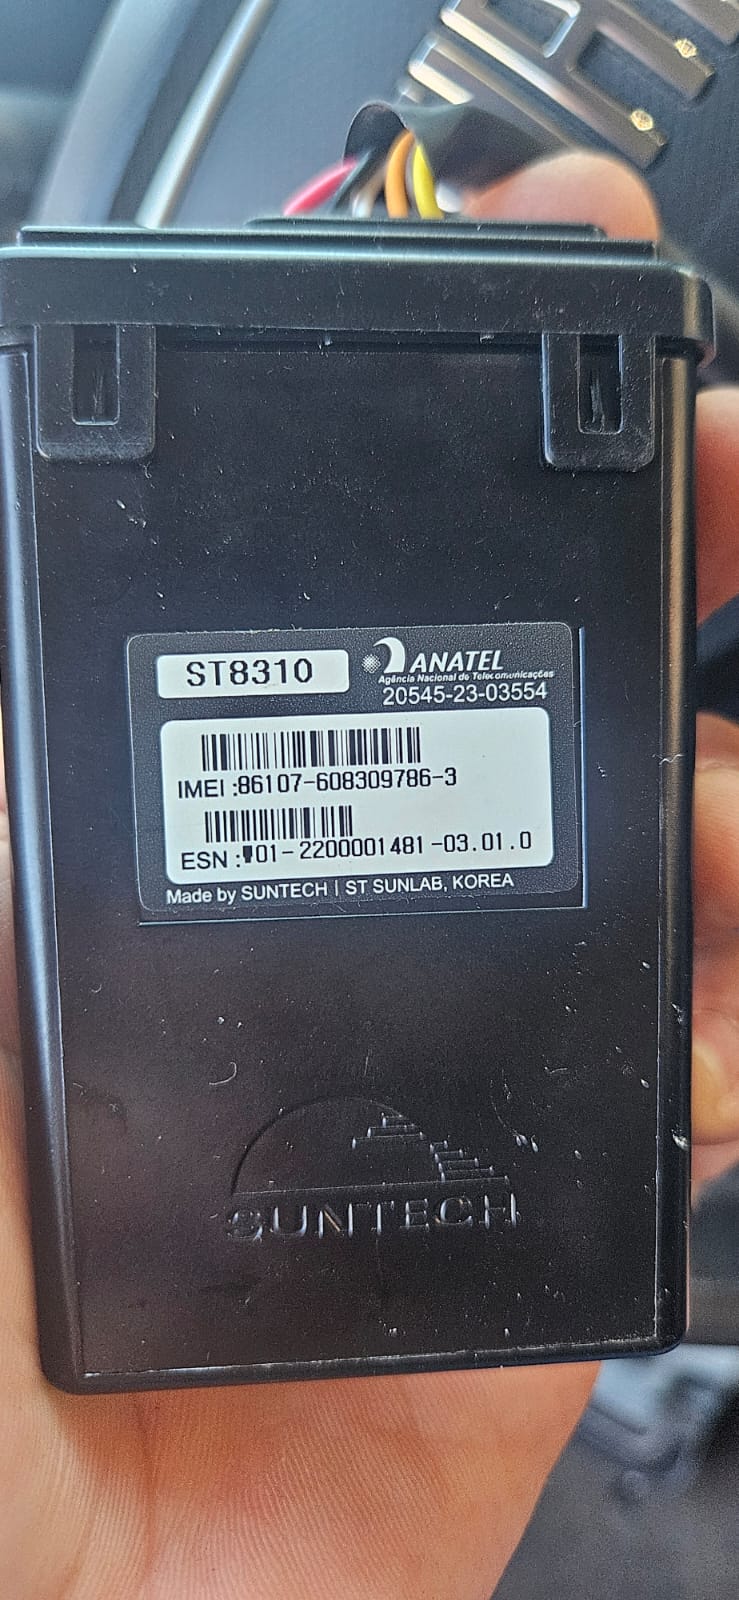 ST8310
ANATEL
Agência Nacional de Telecomunicações
20545-23-03554
IMEI :86107-608309786-3
ESN : 01-2200001481-03.01.0
Made by SUNTECH | ST SUNLAB, KOREA
SUNTECH